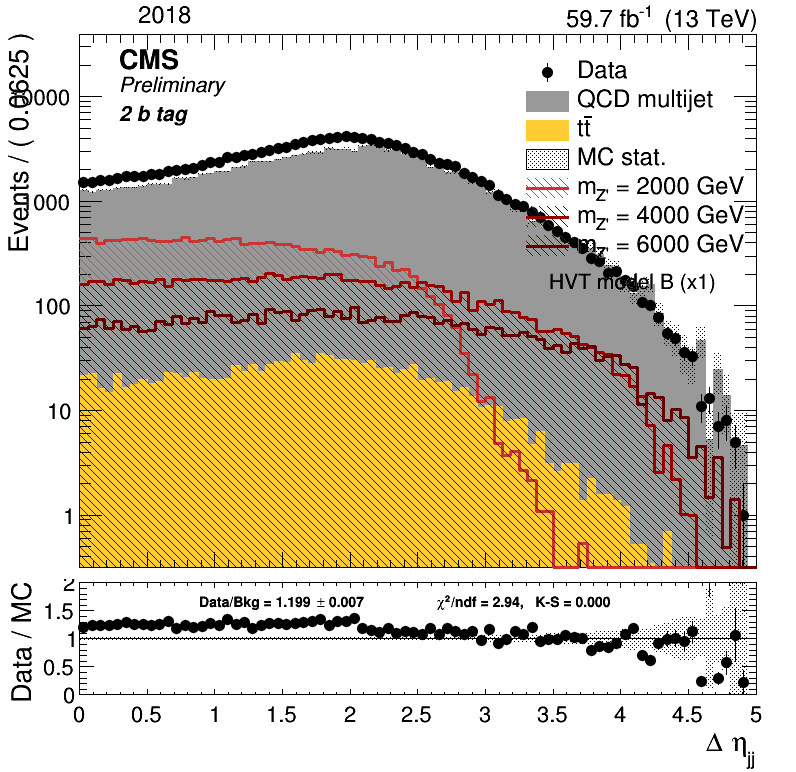 2018
59.7 fb⁻¹ (13 TeV)
CMS
Preliminary
2 b tag
Data
QCD multijet
tt̄
MC stat.
m_Z' = 2000 GeV
m_Z' = 4000 GeV
m_Z' = 6000 GeV
HVT model B (x1)
Events / ( 0.0625 )
10000
1000
100
10
1
Data/Bkg = 1.199 ± 0.007
χ²/ndf = 2.94, K-S = 0.000
Data / MC
2
1.5
1
0.5
0
0 0.5 1 1.5 2 2.5 3 3.5 4 4.5 5
Δ η_jj